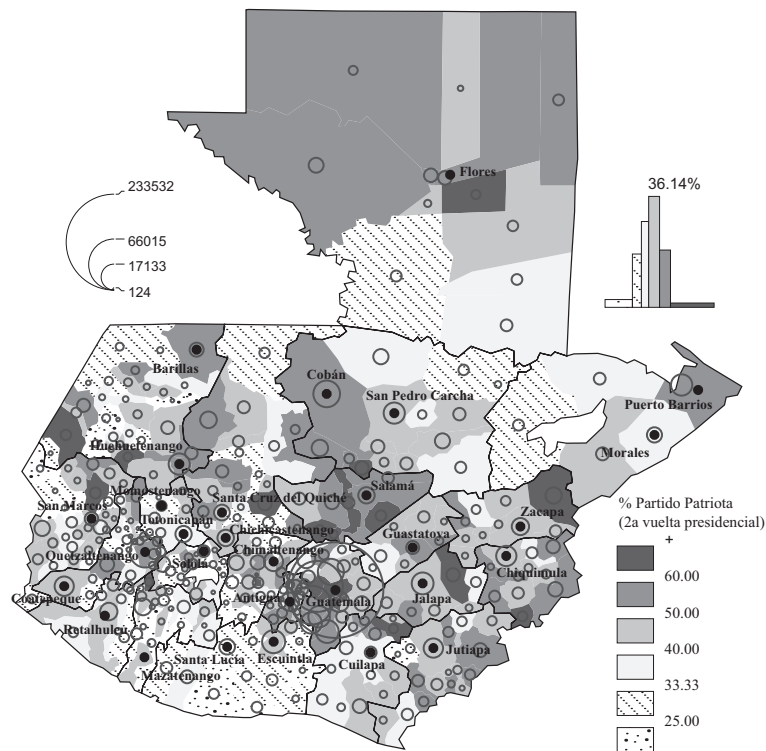 233532
66015
17133
124
Flores
36.14%
Barillas
Cobán
San Pedro Carcha
Puerto Barrios
Morales
Huehuetenango
Salamá
Momostenango
Santa Cruz del Quiché
San Marcos
Totonicapán
Zacapa
Chichicastenango
Guastatoya
Quetzaltenango
Sololá
Chimaltenango
Chiquimula
Coatepeque
Antigua
Guatemala
Jalapa
Retalhuleu
Santa Lucía
Escuintla
Cuilapa
Jutiapa
Mazatenango
% Partido Patriota
(2a vuelta presidencial)
+
60.00
50.00
40.00
33.33
25.00